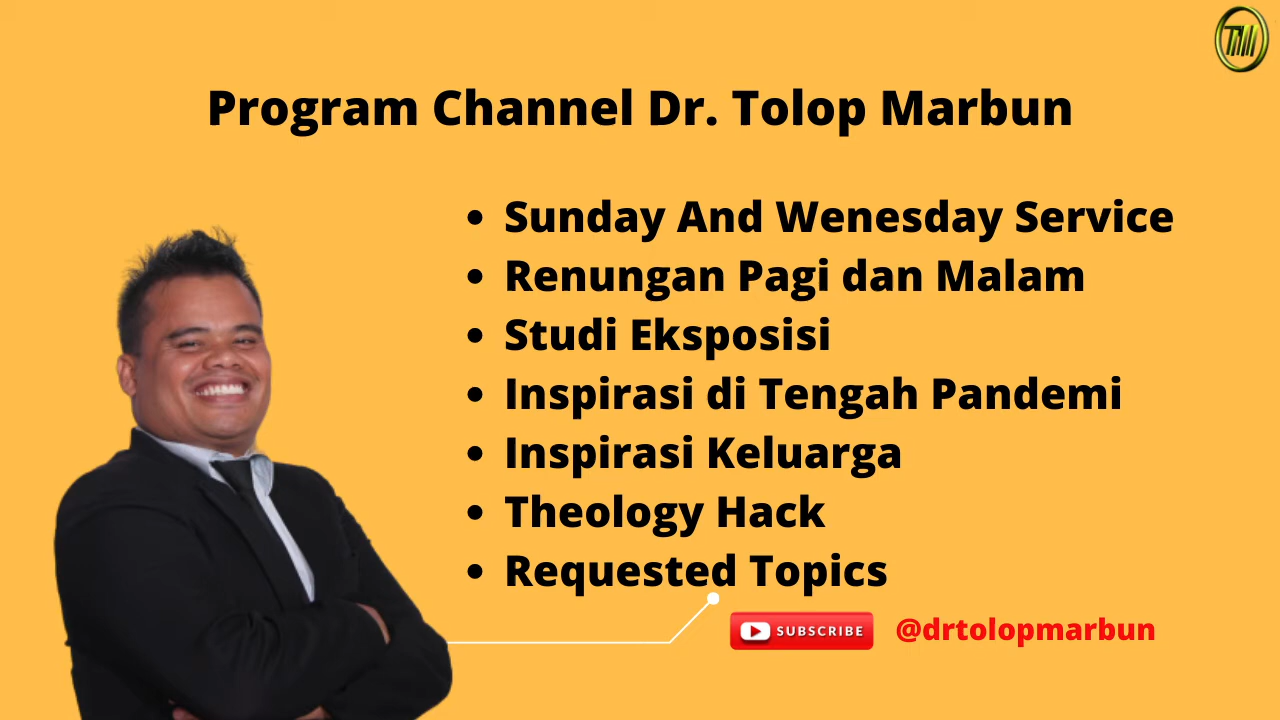 TM
Program Channel Dr. Tolop Marbun
• Sunday And Wenesday Service
• Renungan Pagi dan Malam
• Studi Eksposisi
• Inspirasi di Tengah Pandemi
• Inspirasi Keluarga
• Theology Hack
• Requested Topics
SUBSCRIBE @drtolopmarbun